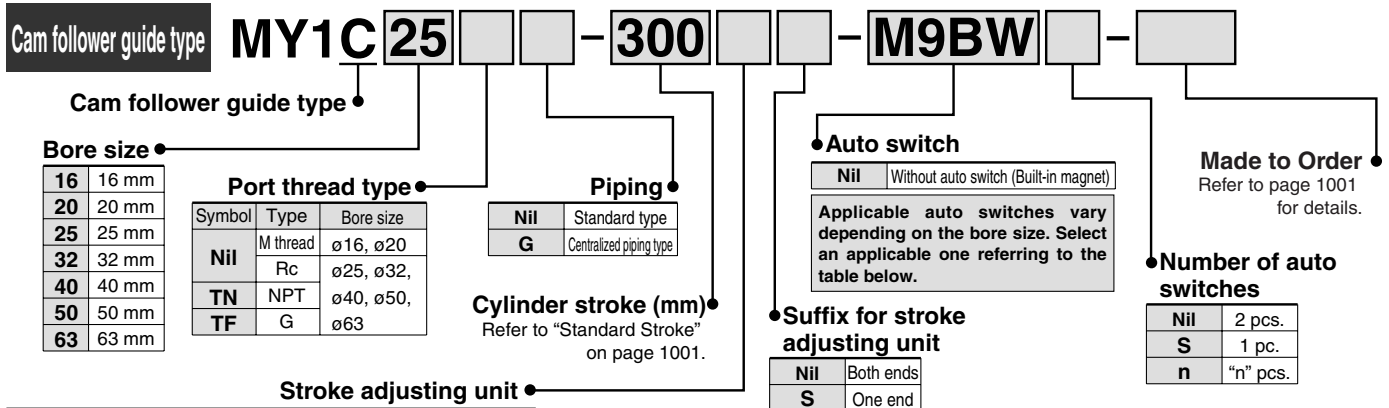 Cam follower guide type MY1C 25 – 300 – M9BW –
Cam follower guide type
Bore size
16 16 mm
20 20 mm
25 25 mm
32 32 mm
40 40 mm
50 50 mm
63 63 mm
Port thread type
Symbol Type Bore size
Nil M thread ø16, ø20
Rc ø25, ø32,
TN NPT ø40, ø50,
TF G ø63
Piping
Nil Standard type
G Centralized piping type
Cylinder stroke (mm)
Refer to “Standard Stroke”
on page 1001.
Stroke adjusting unit
Suffix for stroke
adjusting unit
Nil Both ends
S One end
Auto switch
Nil Without auto switch (Built-in magnet)
Applicable auto switches vary
depending on the bore size. Select
an applicable one referring to the
table below.
Number of auto
switches
Nil 2 pcs.
S 1 pc.
n “n” pcs.
Made to Order
Refer to page 1001
for details.